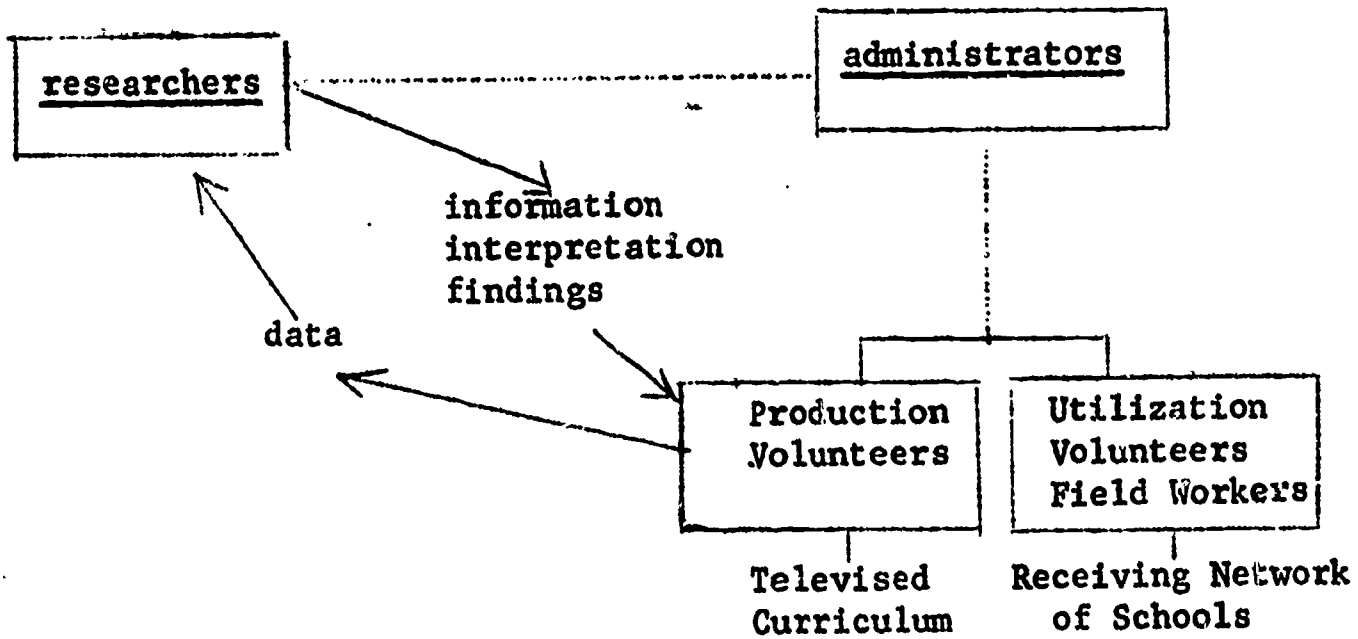 researchers
administrators
information
interpretation
findings
data
Production
Volunteers
Utilization
Volunteers
Field Workers
Televised
Curriculum
Receiving Network
of Schools